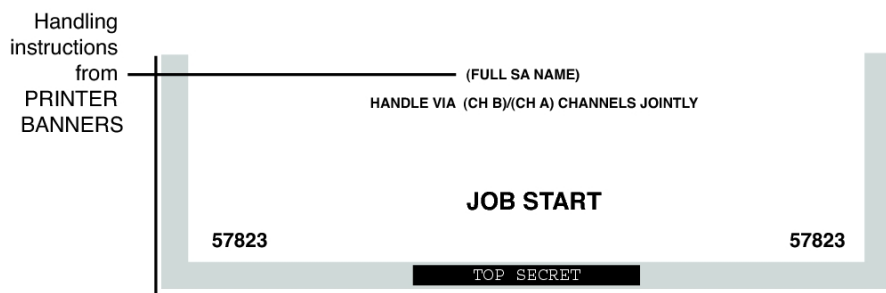 Handling
instructions
from
PRINTER
BANNERS
(FULL SA NAME)
HANDLE VIA (CH B)/(CH A) CHANNELS JOINTLY
JOB START
57823 57823
TOP SECRET